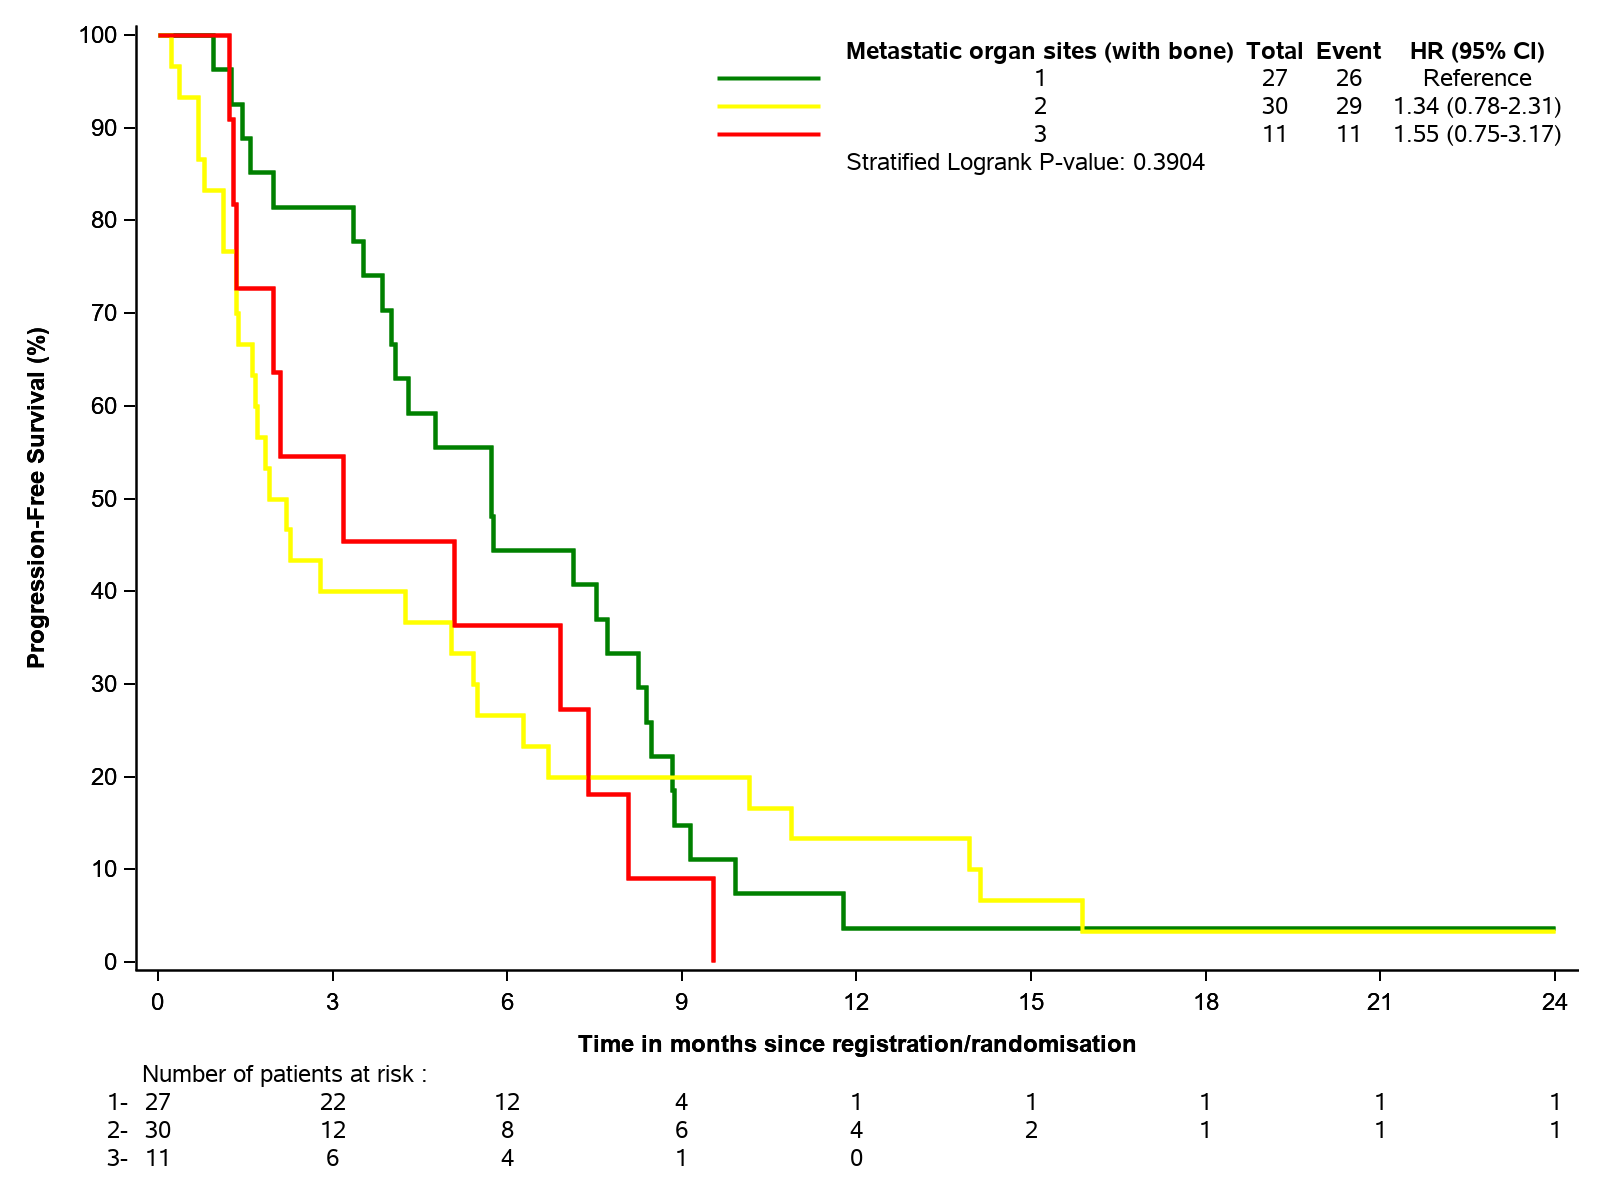 Metastatic organ sites (with bone) Total Event HR (95% CI)
1 27 26 Reference
2 30 29 1.34 (0.78-2.31)
3 11 11 1.55 (0.75-3.17)
Stratified Logrank P-value: 0.3904
Progression-Free Survival (%)
100
90
80
70
60
50
40
30
20
10
0
0 3 6 9 12 15 18 21 24
Time in months since registration/randomisation
Number of patients at risk :
1- 27 22 12 4 1 1 1 1 1
2- 30 12 8 6 4 2 1 1 1
3- 11 6 4 1 0